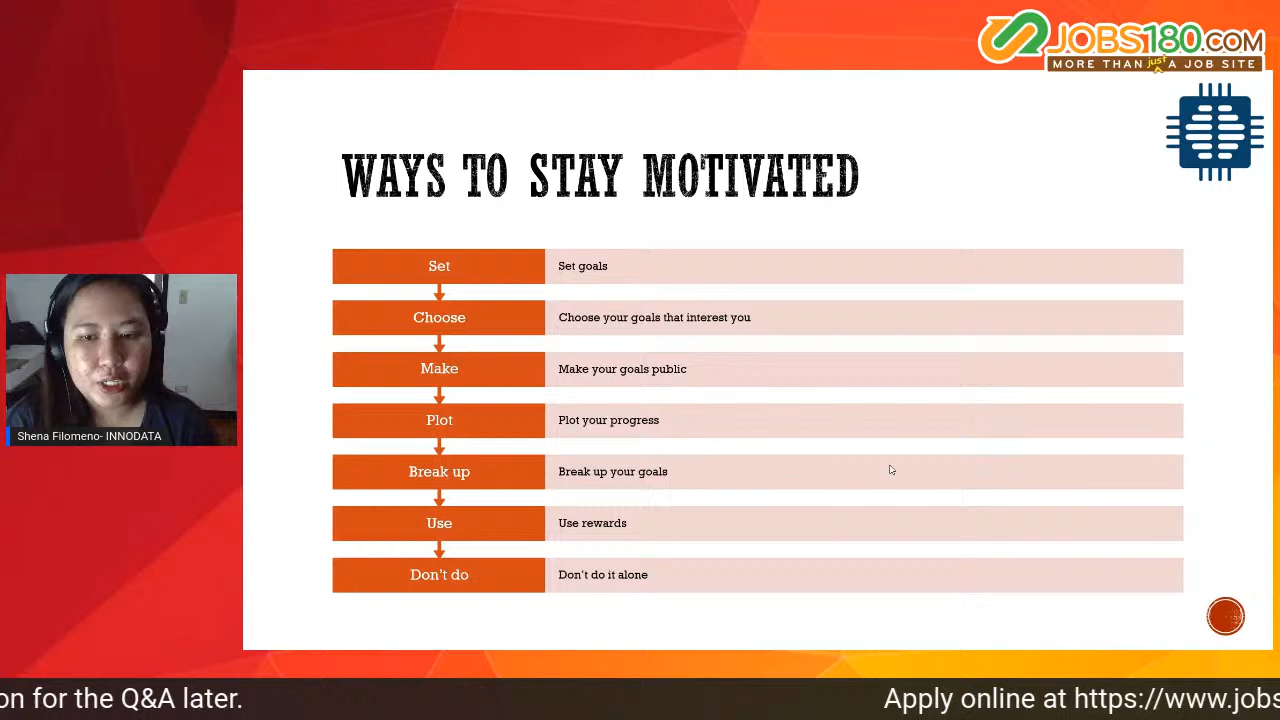 JOBS180.COM
MORE THAN just A JOB SITE
WAYS TO STAY MOTIVATED
Set
Set goals
Choose
Choose your goals that interest you
Make
Make your goals public
Plot
Plot your progress
Break up
Break up your goals
Use
Use rewards
Don't do
Don't do it alone
Shena Filomeno- INNODATA
on for the Q&A later.
Apply online at https://www.jobs